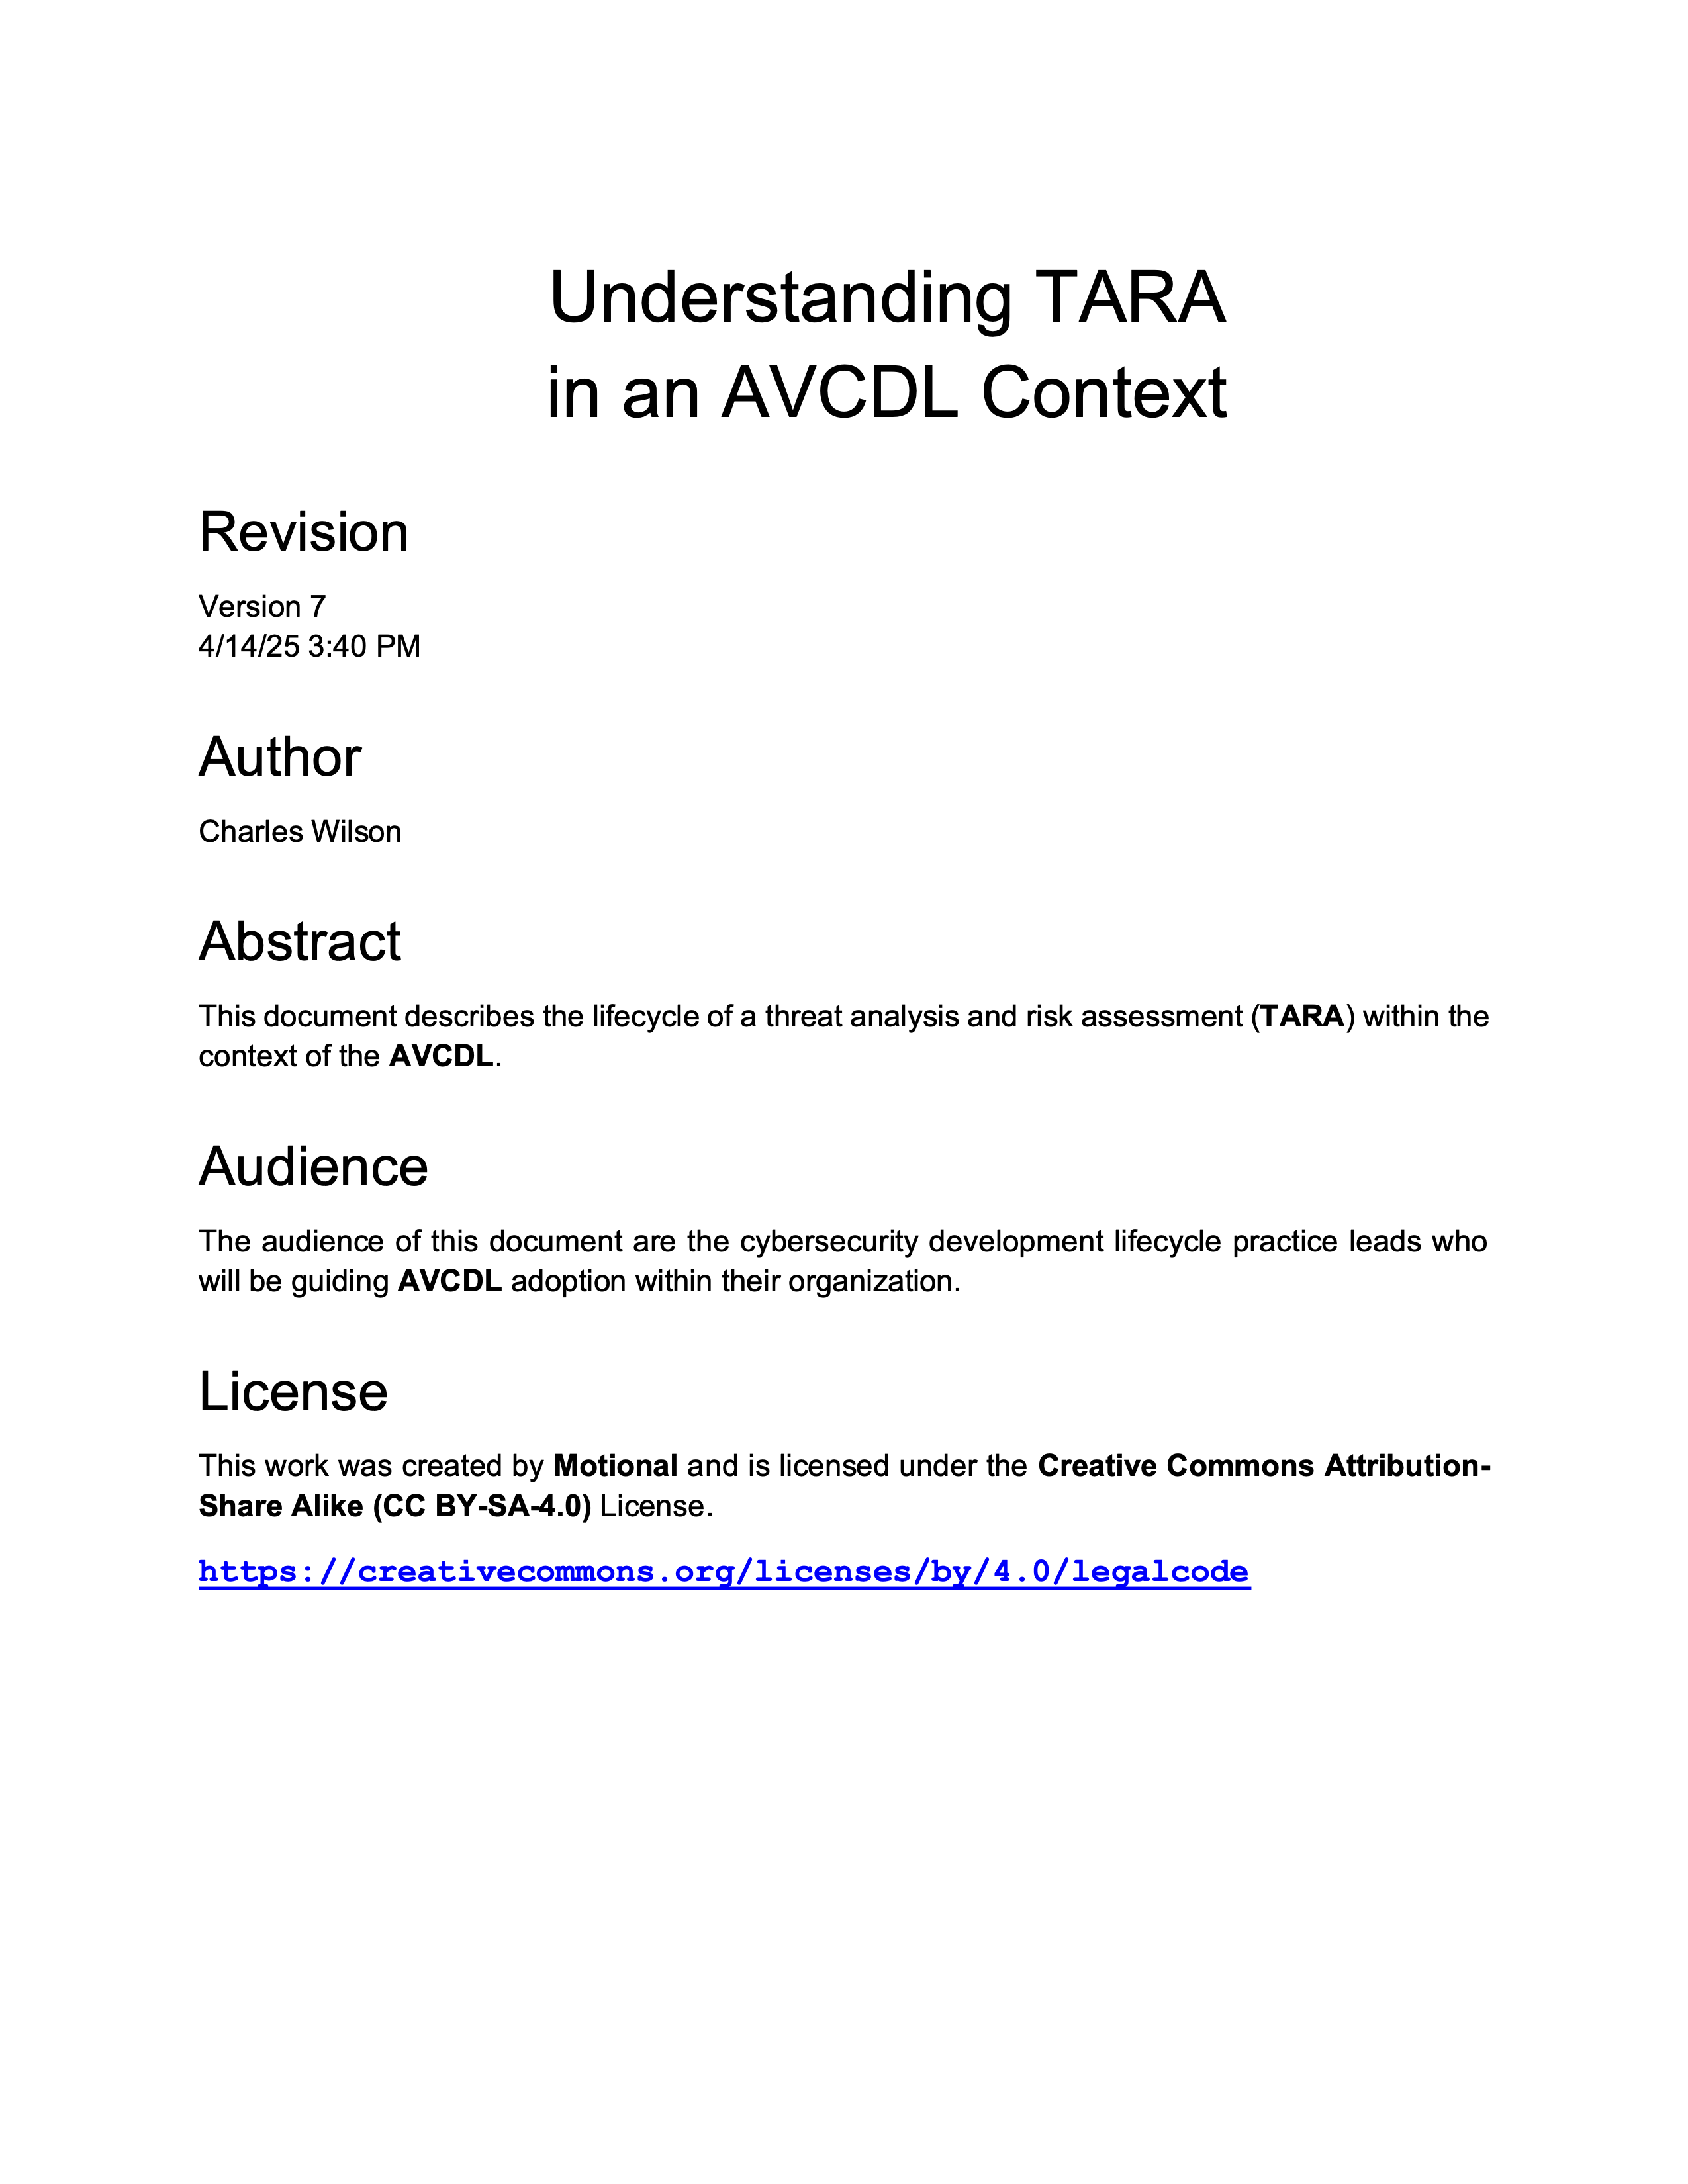 Understanding TARA
in an AVCDL Context
Revision
Version 7
4/14/25 3:40 PM
Author
Charles Wilson
Abstract
This document describes the lifecycle of a threat analysis and risk assessment (TARA) within the
context of the AVCDL.
Audience
The audience of this document are the cybersecurity development lifecycle practice leads who
will be guiding AVCDL adoption within their organization.
License
This work was created by Motional and is licensed under the Creative Commons Attribution-
Share Alike (CC BY-SA-4.0) License.
https://creativecommons.org/licenses/by/4.0/legalcode